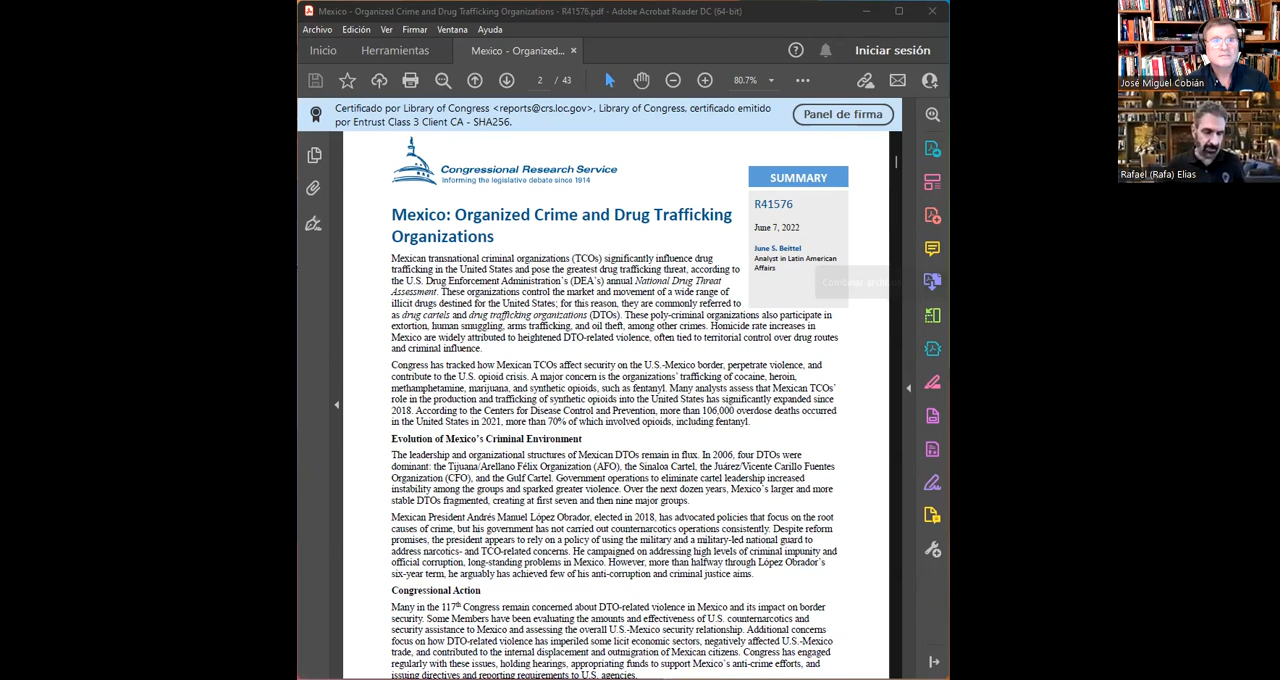 Mexico - Organized Crime and Drug Trafficking Organizations - R41576.pdf - Adobe Acrobat Reader DC (64-bit)
Archivo Edición Ver Firmar Ventana Ayuda
Inicio Herramientas Mexico - Organized... × Iniciar sesión
2 / 43 80.7%
Certificado por Library of Congress <reports@crs.loc.gov>, Library of Congress, certificado emitido
por Entrust Class 3 Client CA - SHA256.
Panel de firma
Congressional Research Service
Informing the legislative debate since 1914
SUMMARY
R41576
June 7, 2022
June S. Beittel
Analyst in Latin American
Affairs
Combinar archivos
Mexico: Organized Crime and Drug Trafficking
Organizations
Mexican transnational criminal organizations (TCOs) significantly influence drug
trafficking in the United States and pose the greatest drug trafficking threat, according to
the U.S. Drug Enforcement Administration's (DEA's) annual National Drug Threat
Assessment. These organizations control the market and movement of a wide range of
illicit drugs destined for the United States; for this reason, they are commonly referred to
as drug cartels and drug trafficking organizations (DTOs). These poly-criminal organizations also participate in
extortion, human smuggling, arms trafficking, and oil theft, among other crimes. Homicide rate increases in
Mexico are widely attributed to heightened DTO-related violence, often tied to territorial control over drug routes
and criminal influence.
Congress has tracked how Mexican TCOs affect security on the U.S.-Mexico border, perpetrate violence, and
contribute to the U.S. opioid crisis. A major concern is the organizations' trafficking of cocaine, heroin,
methamphetamine, marijuana, and synthetic opioids, such as fentanyl. Many analysts assess that Mexican TCOs'
role in the production and trafficking of synthetic opioids into the United States has significantly expanded since
2018. According to the Centers for Disease Control and Prevention, more than 106,000 overdose deaths occurred
in the United States in 2021, more than 70% of which involved opioids, including fentanyl.
Evolution of Mexico's Criminal Environment
The leadership and organizational structures of Mexican DTOs remain in flux. In 2006, four DTOs were
dominant: the Tijuana/Arellano Félix Organization (AFO), the Sinaloa Cartel, the Juárez/Vicente Carillo Fuentes
Organization (CFO), and the Gulf Cartel. Government operations to eliminate cartel leadership increased
instability among the groups and sparked greater violence. Over the next dozen years, Mexico's larger and more
stable DTOs fragmented, creating at first seven and then nine major groups.
Mexican President Andrés Manuel López Obrador, elected in 2018, has advocated policies that focus on the root
causes of crime, but his government has not carried out counternarcotics operations consistently. Despite reform
promises, the president appears to rely on a policy of using the military and a military-led national guard to
address narcotics- and TCO-related concerns. He campaigned on addressing high levels of criminal impunity and
official corruption, long-standing problems in Mexico. However, more than halfway through López Obrador's
six-year term, he arguably has achieved few of his anti-corruption and criminal justice aims.
Congressional Action
Many in the 117th Congress remain concerned about DTO-related violence in Mexico and its impact on border
security. Some Members have been evaluating the amounts and effectiveness of U.S. counternarcotics and
security assistance to Mexico and assessing the overall U.S.-Mexico security relationship. Additional concerns
focus on how DTO-related violence has imperiled some licit economic sectors, negatively affected U.S.-Mexico
trade, and contributed to the internal displacement and outmigration of Mexican citizens. Congress has engaged
regularly with these issues, holding hearings, appropriating funds to support Mexico's anti-crime efforts, and
issuing directives and reporting requirements to U.S. agencies.
José Miguel Cobián
Rafael (Rafa) Elias